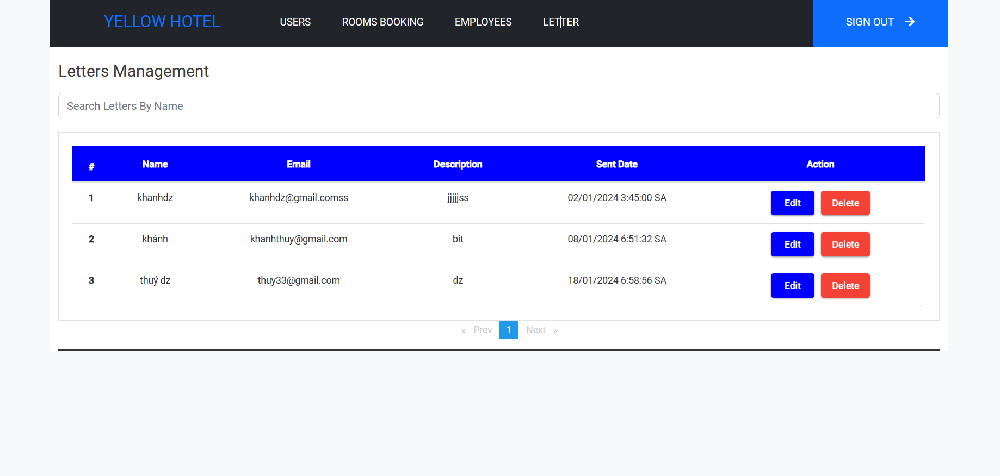 YELLOW HOTEL USERS ROOMS BOOKING EMPLOYEES LETTER SIGN OUT
Letters Management
Search Letters By Name
# Name Email Description Sent Date Action
1 khanhdz khanhdz@gmail.comss jjjjjss 02/01/2024 3:45:00 SA Edit Delete
2 khánh khanhthuy@gmail.com bít 08/01/2024 6:51:32 SA Edit Delete
3 thuý dz thuy33@gmail.com dz 18/01/2024 6:58:56 SA Edit Delete
« Prev 1 Next »